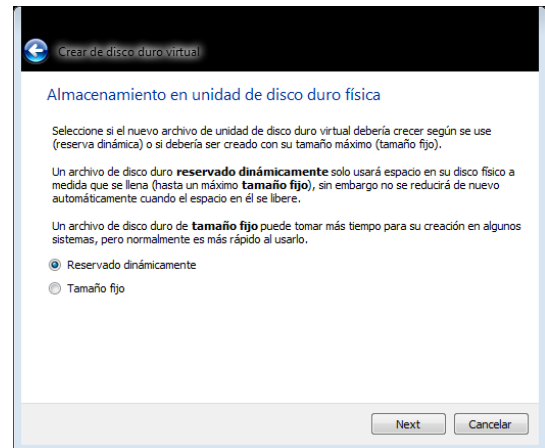 Crear de disco duro virtual
Almacenamiento en unidad de disco duro física
Seleccione si el nuevo archivo de unidad de disco duro virtual debería crecer según se use
(reserva dinámica) o si debería ser creado con su tamaño máximo (tamaño fijo).
Un archivo de disco duro reservado dinámicamente solo usará espacio en su disco físico a
medida que se llena (hasta un máximo tamaño fijo), sin embargo no se reducirá de nuevo
automáticamente cuando el espacio en él se libere.
Un archivo de disco duro de tamaño fijo puede tomar más tiempo para su creación en algunos
sistemas, pero normalmente es más rápido al usarlo.
Reservado dinámicamente
Tamaño fijo
Next Cancelar